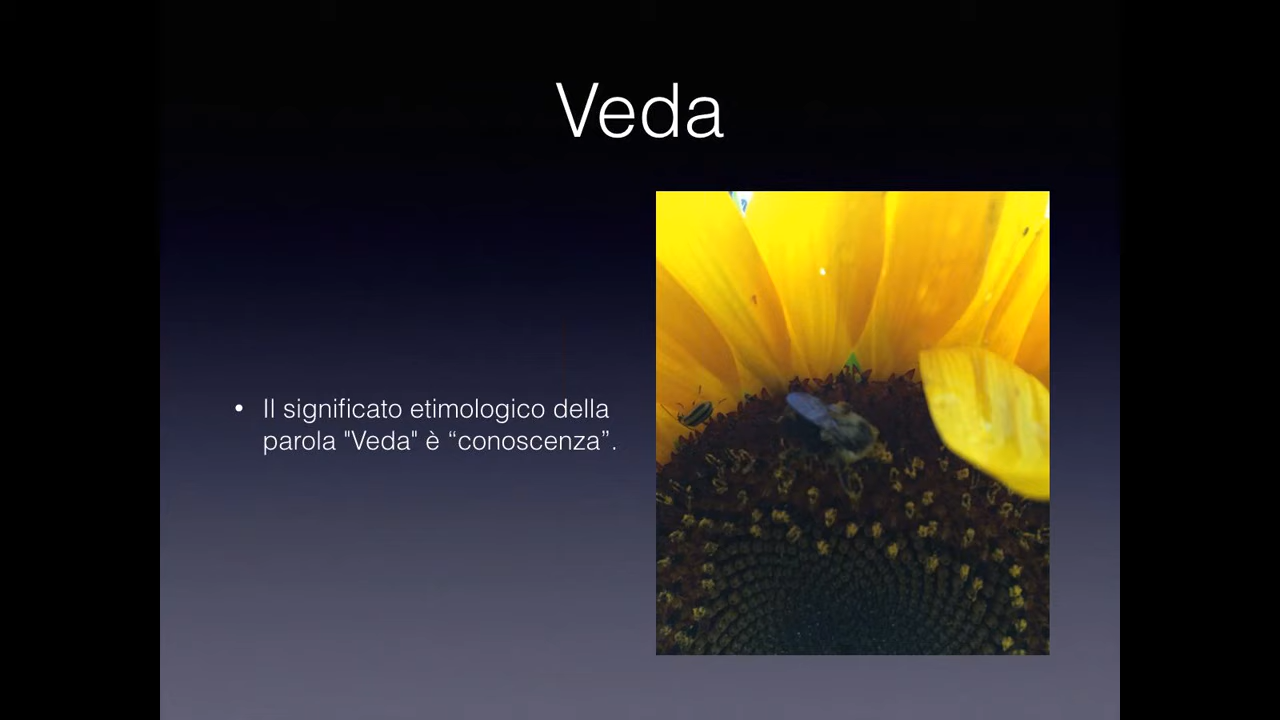 Veda
• Il significato etimologico della
parola "Veda" è “conoscenza”.